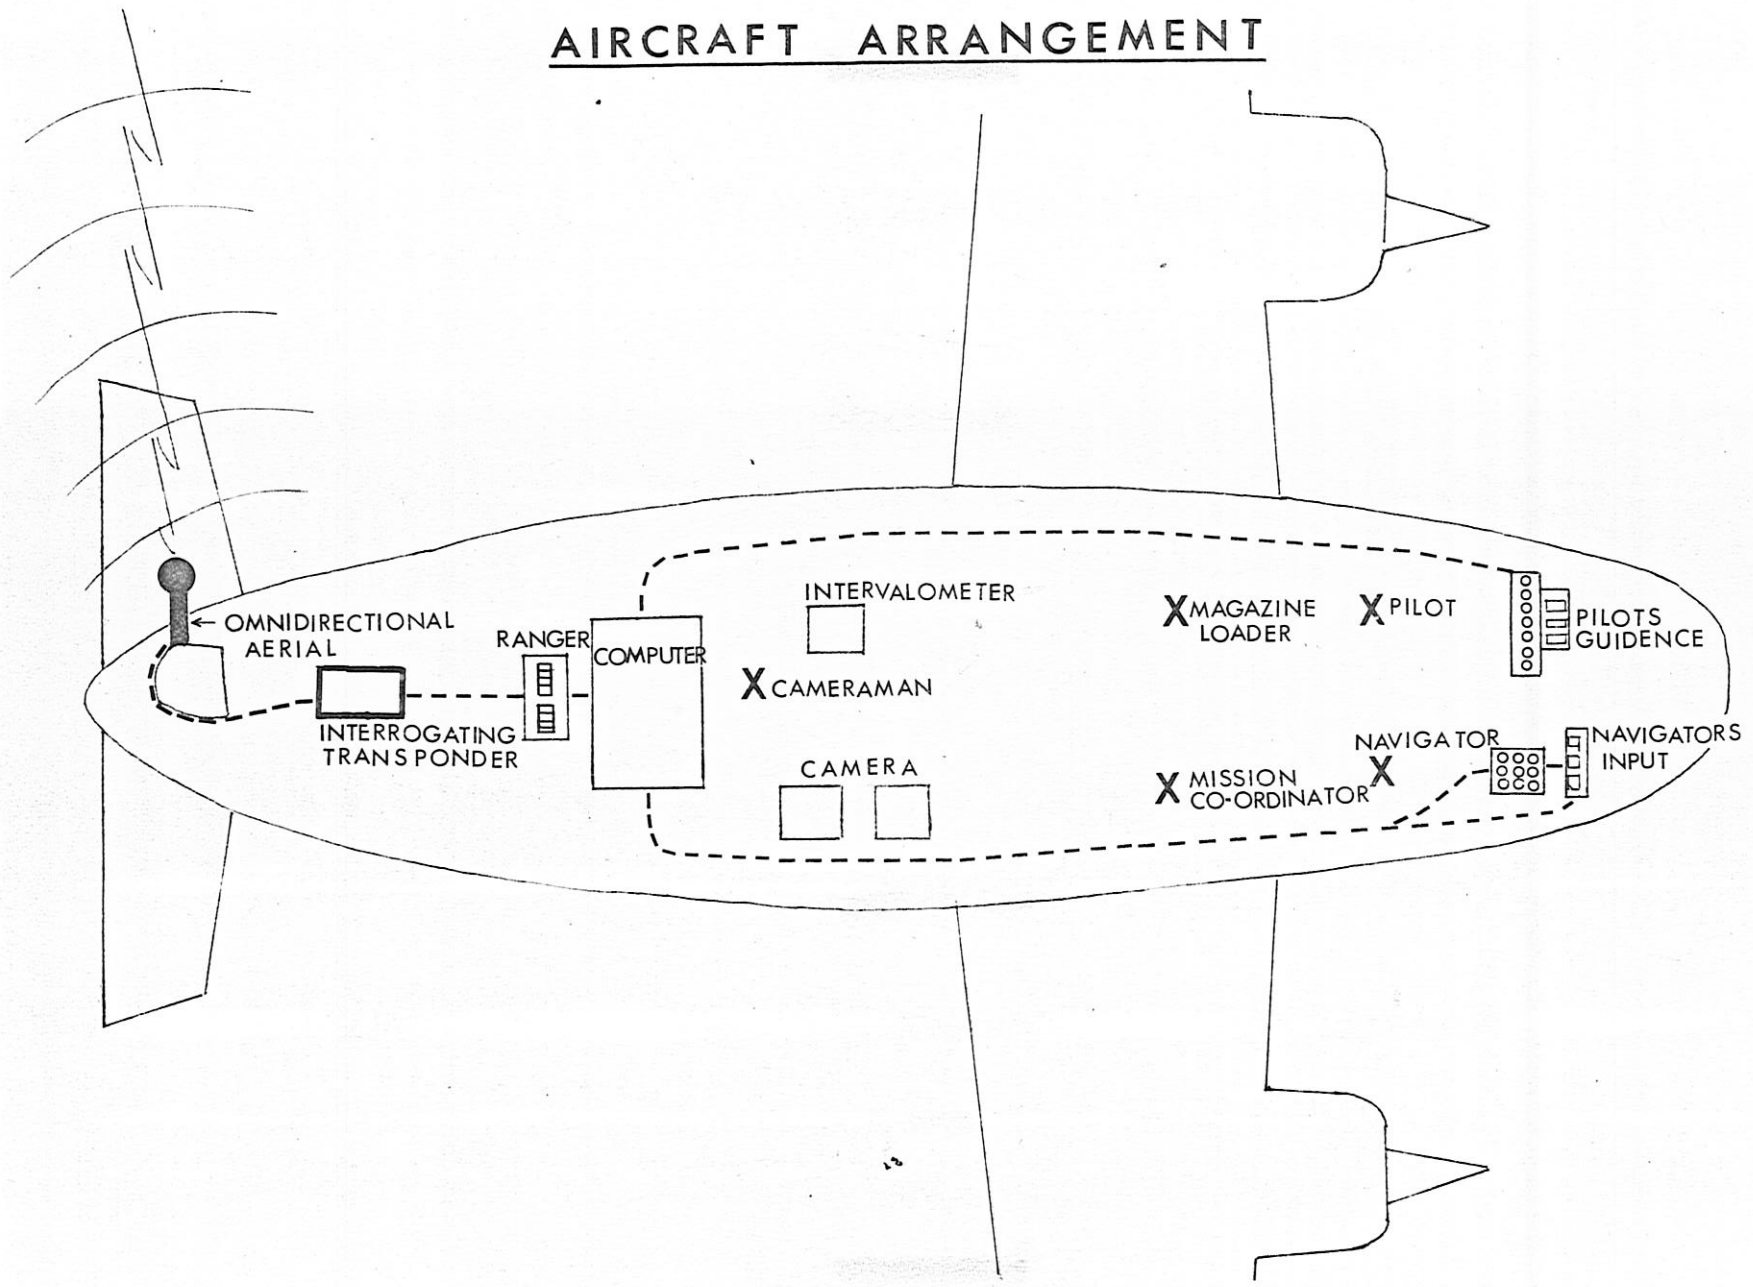 AIRCRAFT ARRANGEMENT
INTERVALOMETER
MAGAZINE
LOADER
PILOT
PILOTS
GUIDENCE
OMNIDIRECTIONAL
AERIAL
RANGER
COMPUTER
CAMERAMAN
INTERROGATING
TRANSPONDER
CAMERA
MISSION
CO-ORDINATOR
NAVIGATOR
NAVIGATORS
INPUT